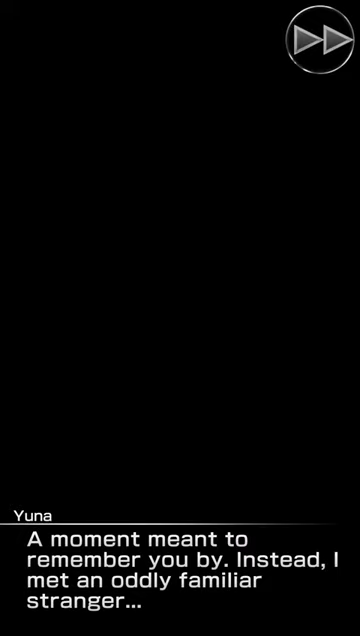 Yuna
A moment meant to
remember you by. Instead, I
met an oddly familiar
stranger...